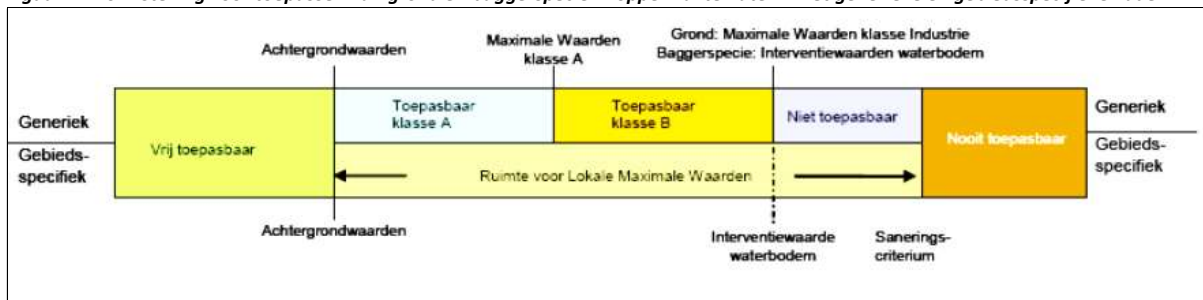 Achtergrondwaarden
Maximale Waarden
klasse A
Grond: Maximale Waarden klasse Industrie
Baggerspecie: Interventiewaarden waterbodem
Generiek
Gebieds-
specifiek
Vrij toepasbaar
Toepasbaar
klasse A
Toepasbaar
klasse B
Niet toepasbaar
Nooit toepasbaar
Generiek
Gebieds-
specifiek
Ruimte voor Lokale Maximale Waarden
Achtergrondwaarden
Interventiewaarde
waterbodem
Sanerings-
criterium